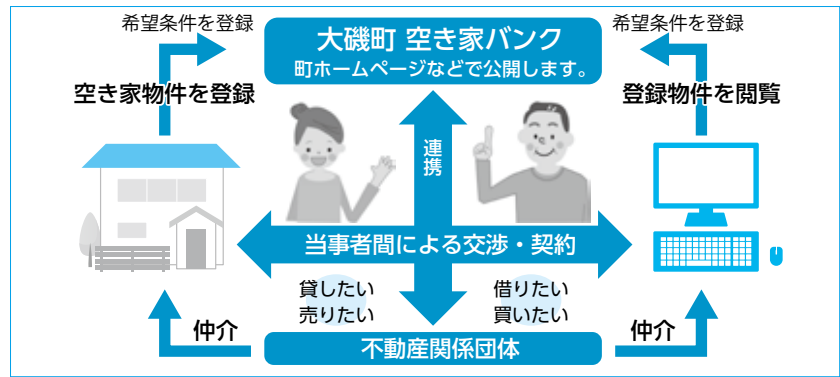 希望条件を登録
大磯町 空き家バンク
町ホームページなどで公開します。
希望条件を登録
空き家物件を登録
登録物件を閲覧
連携
当事者間による交渉・契約
貸したい
売りたい
借りたい
買いたい
仲介
不動産関係団体
仲介